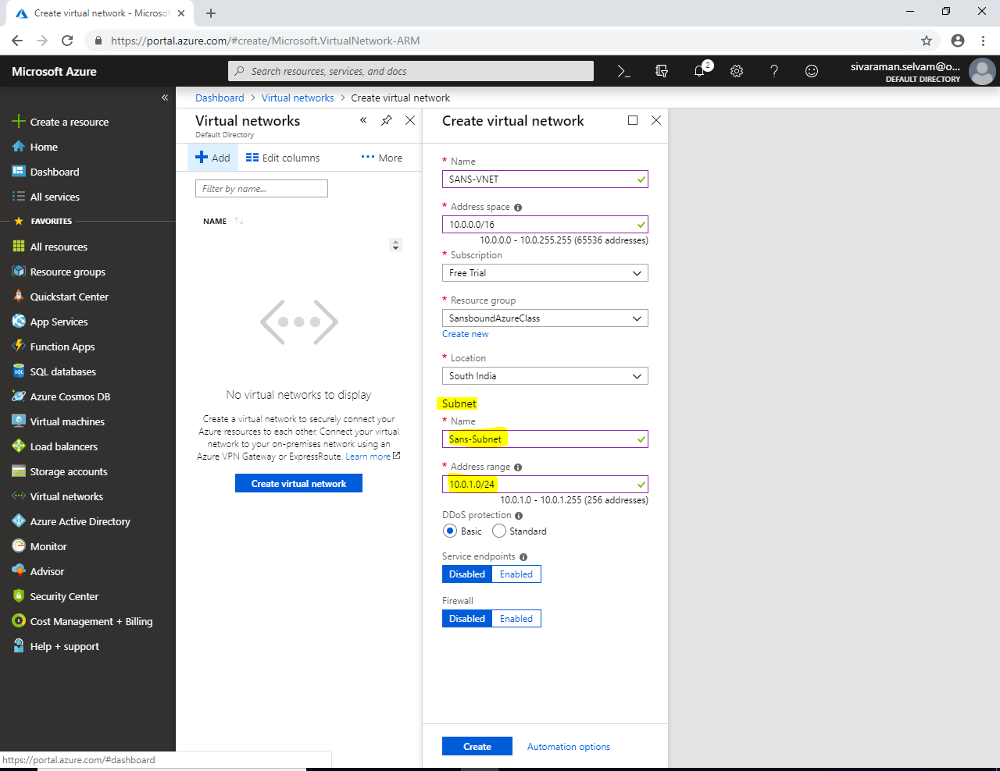 Create virtual network - Microsof
https://portal.azure.com/#create/Microsoft.VirtualNetwork-ARM
Microsoft Azure
Search resources, services, and docs
2
sivaraman.selvam@o...
DEFAULT DIRECTORY
Create a resource
Home
Dashboard
All services
FAVORITES
All resources
Resource groups
Quickstart Center
App Services
Function Apps
SQL databases
Azure Cosmos DB
Virtual machines
Load balancers
Storage accounts
Virtual networks
Azure Active Directory
Monitor
Advisor
Security Center
Cost Management + Billing
Help + support
https://portal.azure.com/#dashboard
Dashboard > Virtual networks > Create virtual network
Virtual networks
Default Directory
Add
Edit columns
More
Filter by name...
NAME
No virtual networks to display
Create a virtual network to securely connect your
Azure resources to each other. Connect your virtual
network to your on-premises network using an
Azure VPN Gateway or ExpressRoute. Learn more
Create virtual network
Create virtual network
* Name
SANS-VNET
* Address space
10.0.0.0/16
10.0.0.0 - 10.0.255.255 (65536 addresses)
* Subscription
Free Trial
* Resource group
SansboundAzureClass
Create new
* Location
South India
Subnet
* Name
Sans-Subnet
* Address range
10.0.1.0/24
10.0.1.0 - 10.0.1.255 (256 addresses)
DDoS protection
Basic Standard
Service endpoints
Disabled Enabled
Firewall
Disabled Enabled
Create
Automation options